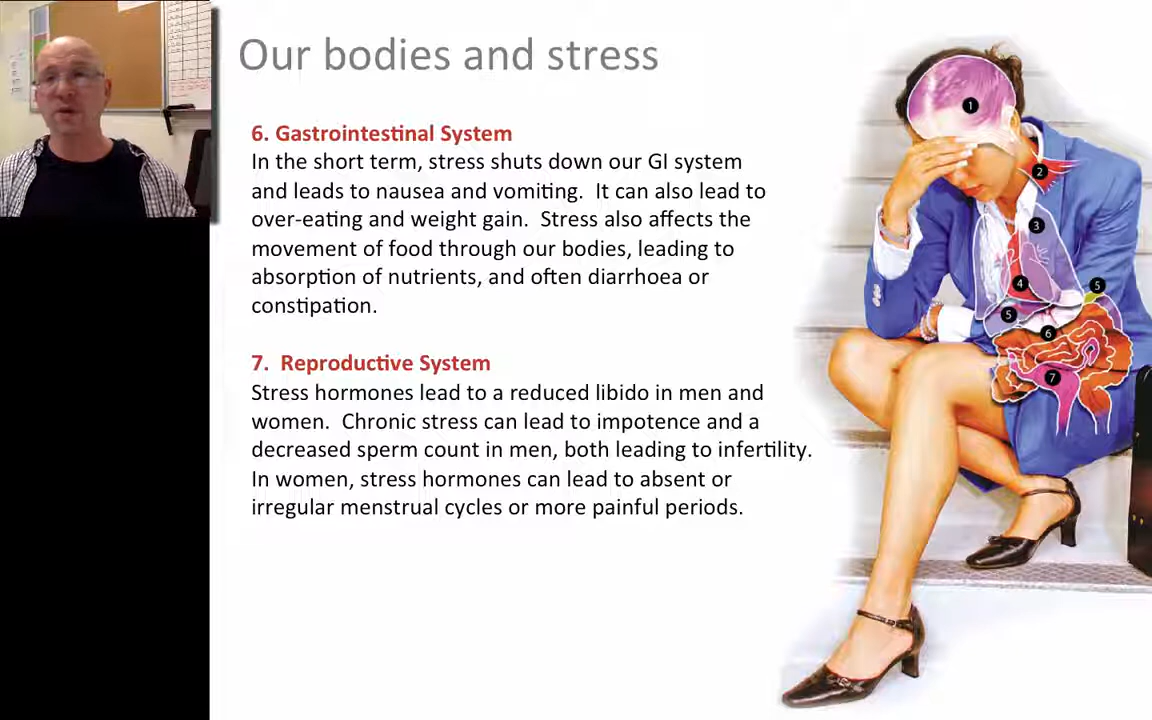 Our bodies and stress
6. Gastrointestinal System
In the short term, stress shuts down our GI system
and leads to nausea and vomiting.  It can also lead to
over-eating and weight gain.  Stress also affects the
movement of food through our bodies, leading to
absorption of nutrients, and often diarrhoea or
constipation.
7.  Reproductive System
Stress hormones lead to a reduced libido in men and
women.  Chronic stress can lead to impotence and a
decreased sperm count in men, both leading to infertility.
In women, stress hormones can lead to absent or
irregular menstrual cycles or more painful periods.
1
2
3
4
5
5
6
7